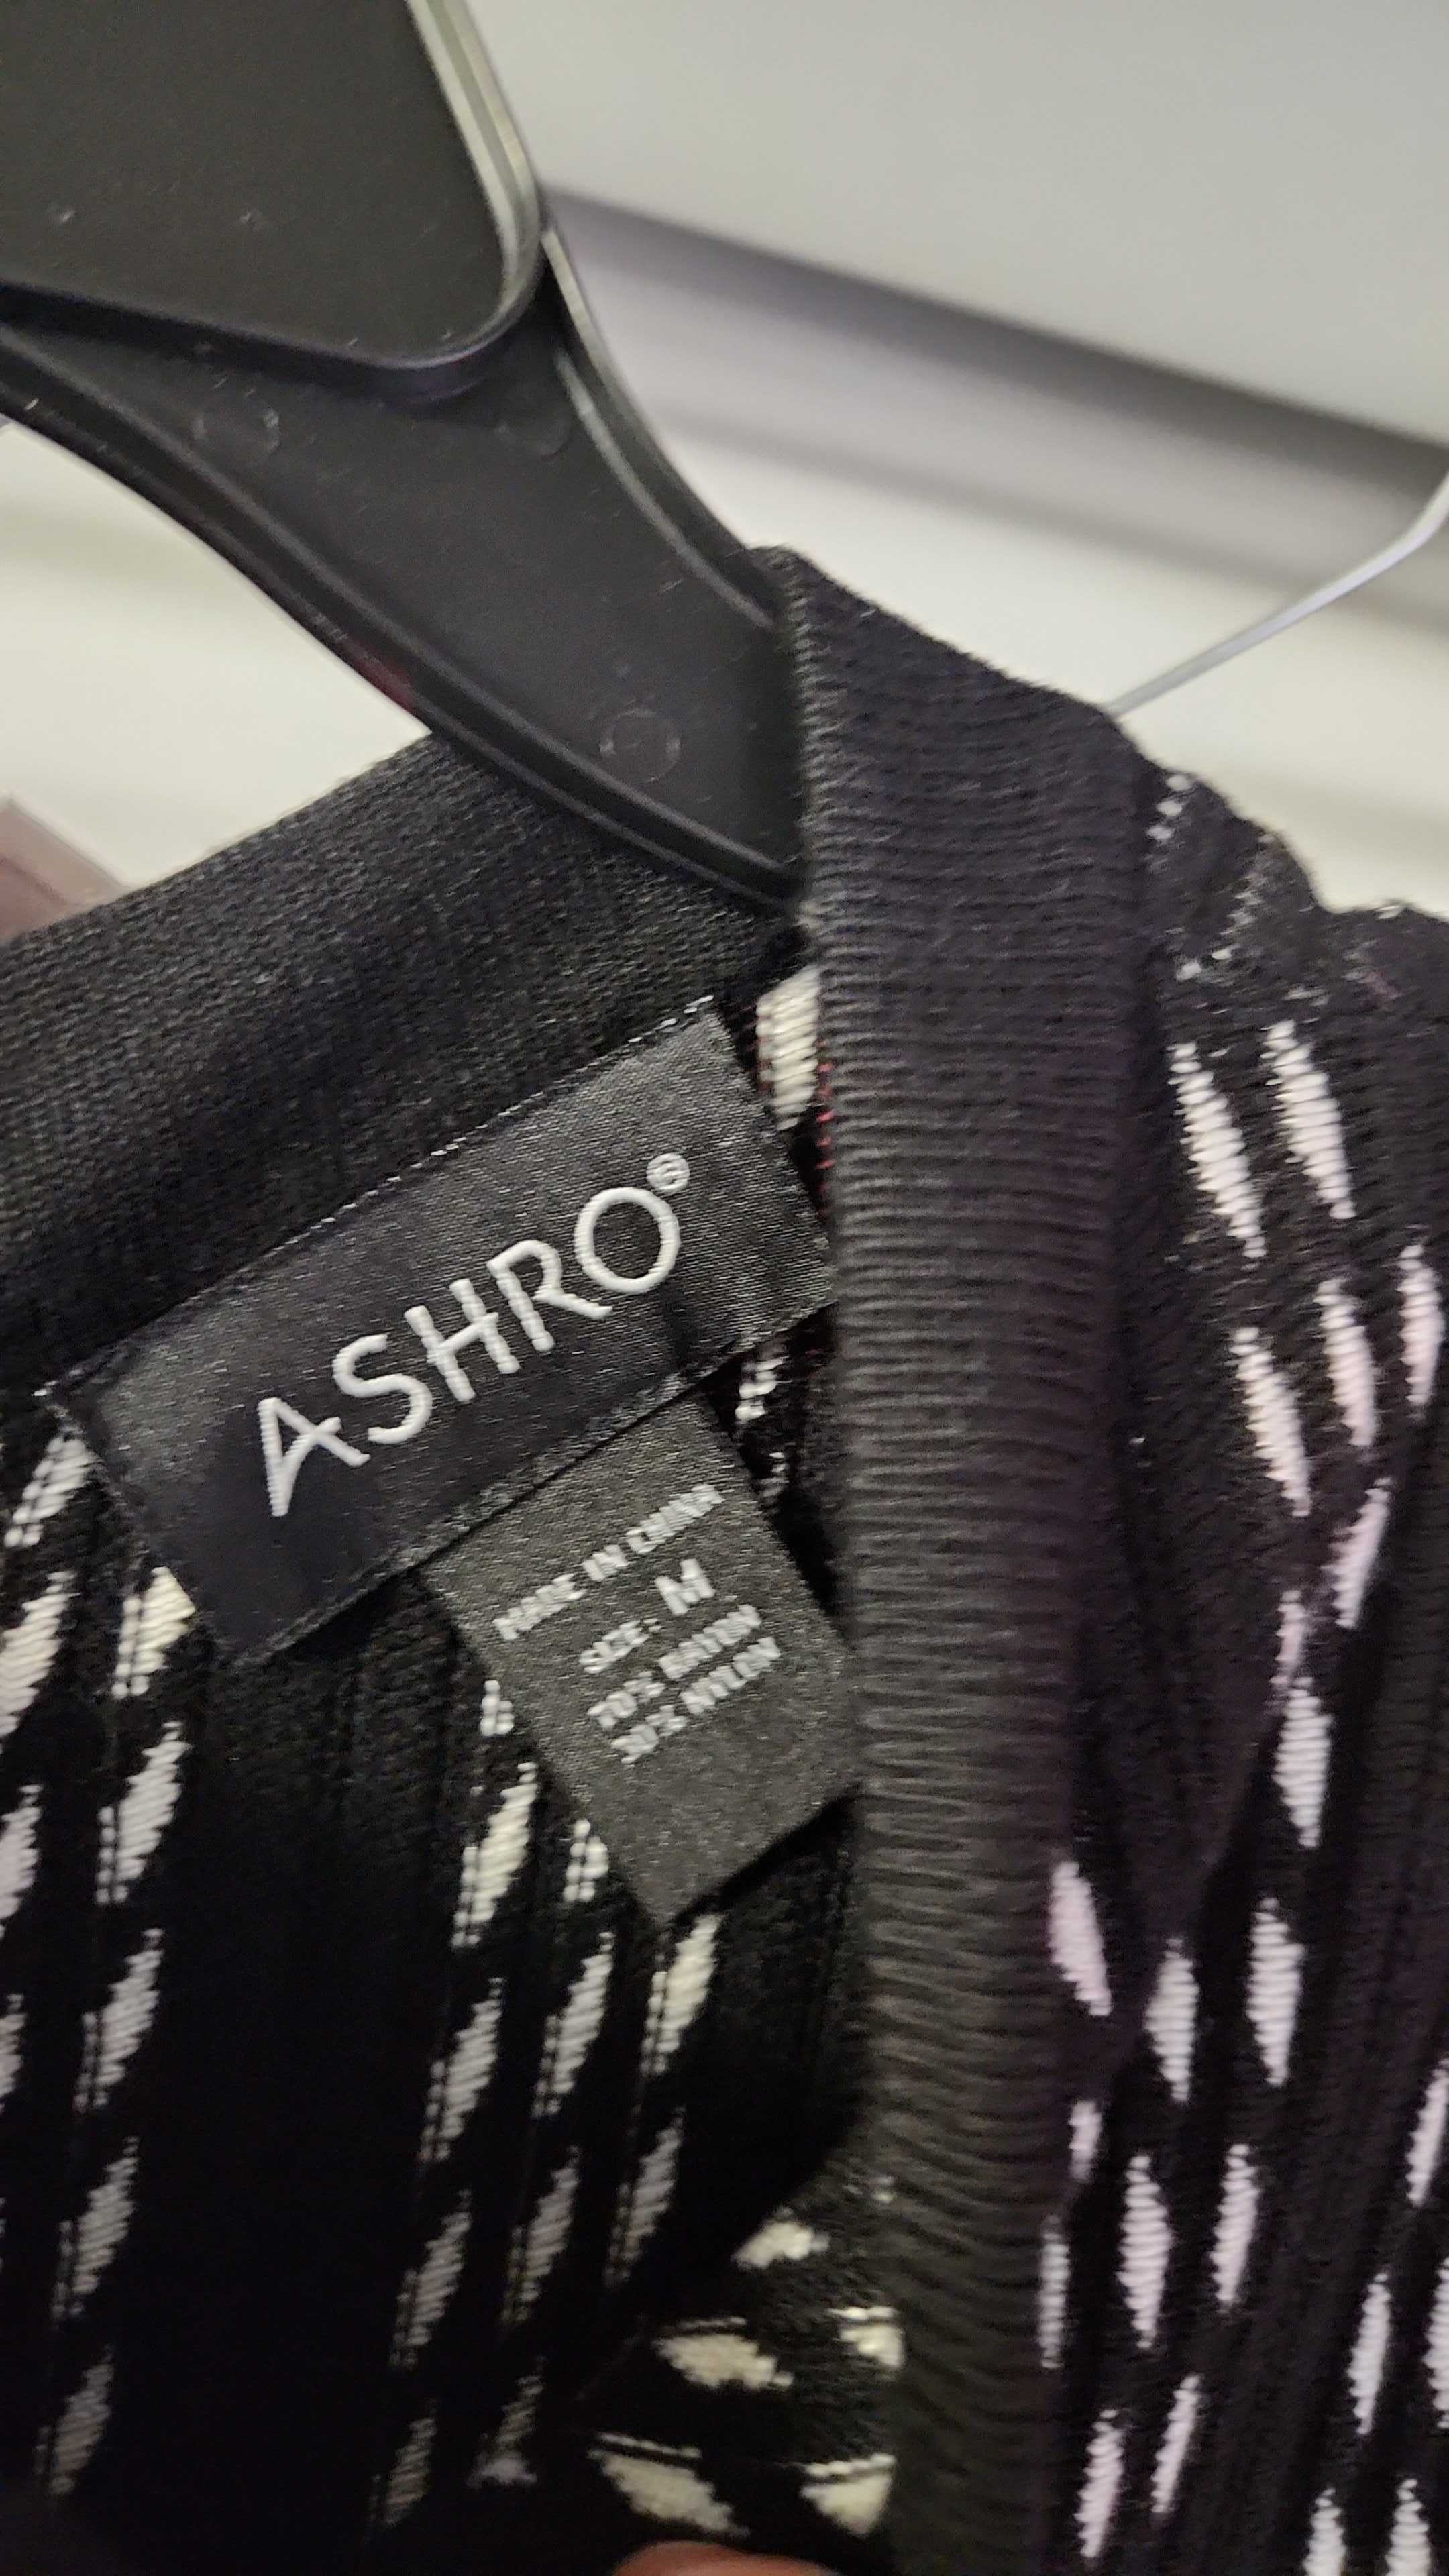 ASHRO®
MADE IN CHINA
SIZE: M
70% RAYON
30% NYLON